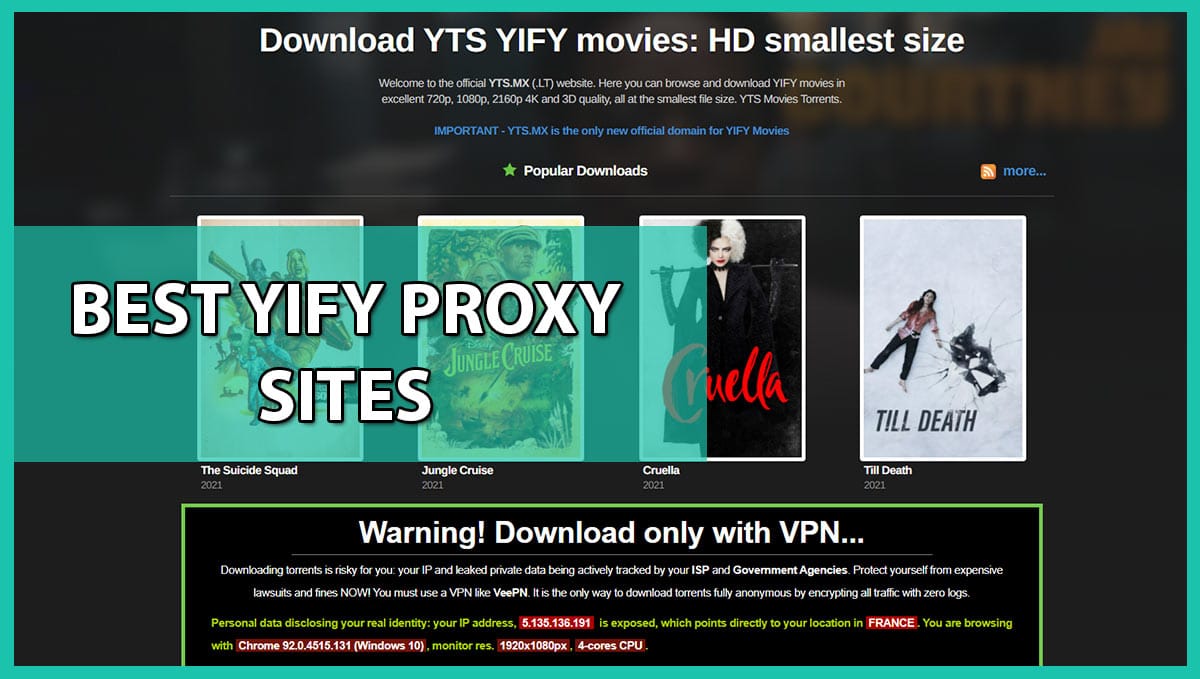 Download YTS YIFY movies: HD smallest size
Welcome to the official YTS.MX (.LT) website. Here you can browse and download YIFY movies in
excellent 720p, 1080p, 2160p 4K and 3D quality, all at the smallest file size. YTS Movies Torrents.
IMPORTANT - YTS.MX is the only new official domain for YIFY Movies
Popular Downloads
more...
COURTNEY
BEST YIFY PROXY
SITES
Disney
JUNGLE CRUISE
Cruella
TILL DEATH
The Suicide Squad
2021
Jungle Cruise
2021
Cruella
2021
Till Death
2021
Warning! Download only with VPN...
Downloading torrents is risky for you: your IP and leaked private data being actively tracked by your ISP and Government Agencies. Protect yourself from expensive
lawsuits and fines NOW! You must use a VPN like VeePN. It is the only way to download torrents fully anonymous by encrypting all traffic with zero logs.
Personal data disclosing your real identity: your IP address, 5.135.136.191 is exposed, which points directly to your location in FRANCE. You are browsing
with Chrome 92.0.4515.131 (Windows 10), monitor res. 1920x1080px, 4-cores CPU.